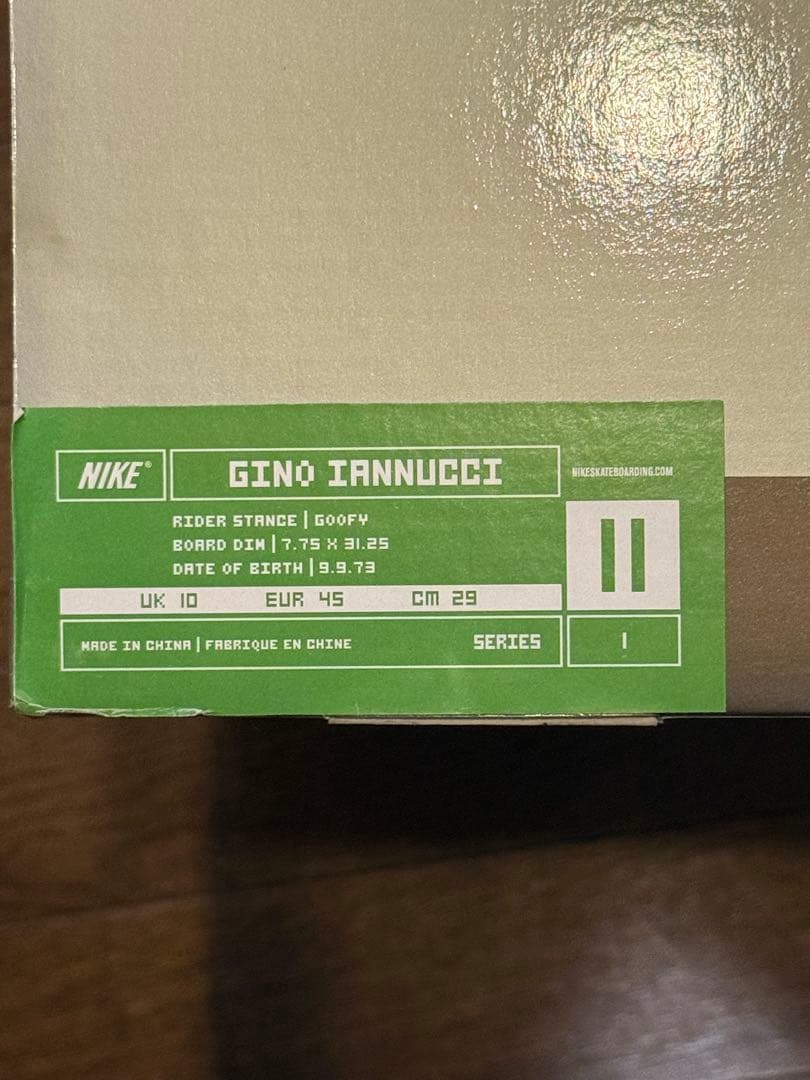 NIKE®
GINO IANNUCCI
NIKESKATEBOARDING.COM
RIDER STANCE | GOOFY
BOARD DIM | 7.75 X 31.25
DATE OF BIRTH | 9.9.73
11
UK 10 EUR 45 CM 29
MADE IN CHINA | FABRIQUE EN CHINE
SERIES
1